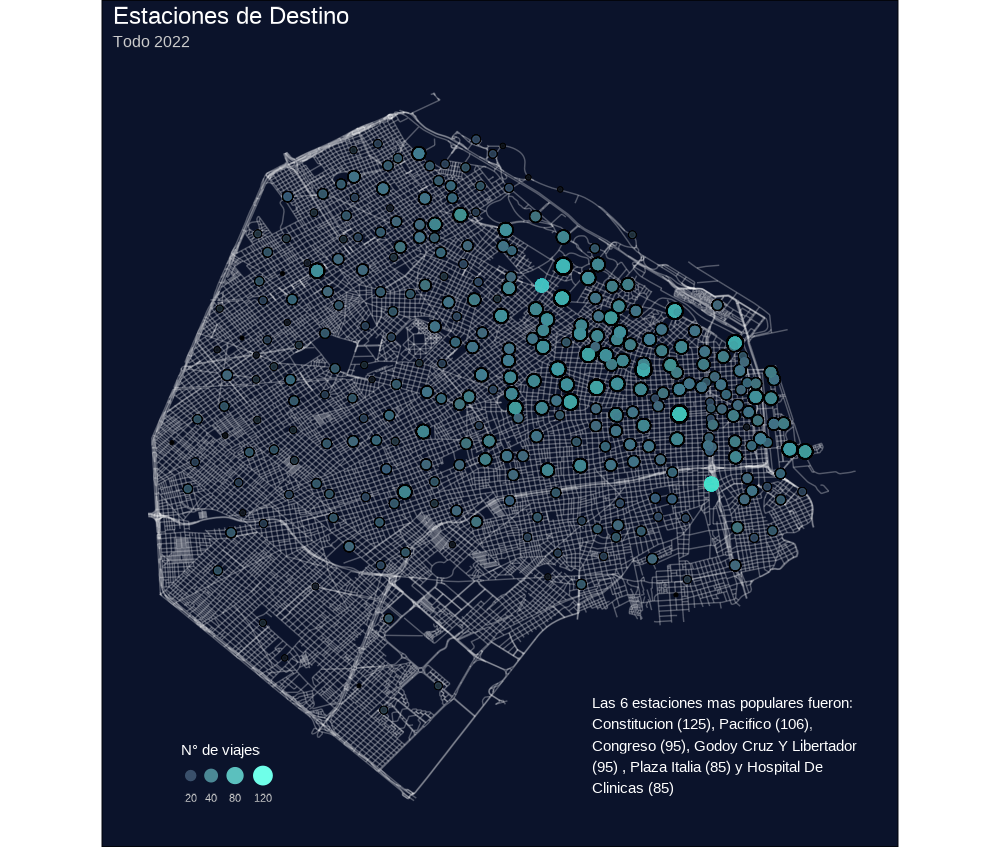 Estaciones de Destino
Todo 2022
Las 6 estaciones mas populares fueron:
Constitucion (125), Pacifico (106),
Congreso (95), Godoy Cruz Y Libertador
(95) , Plaza Italia (85) y Hospital De
Clinicas (85)
N° de viajes
20 40 80 120